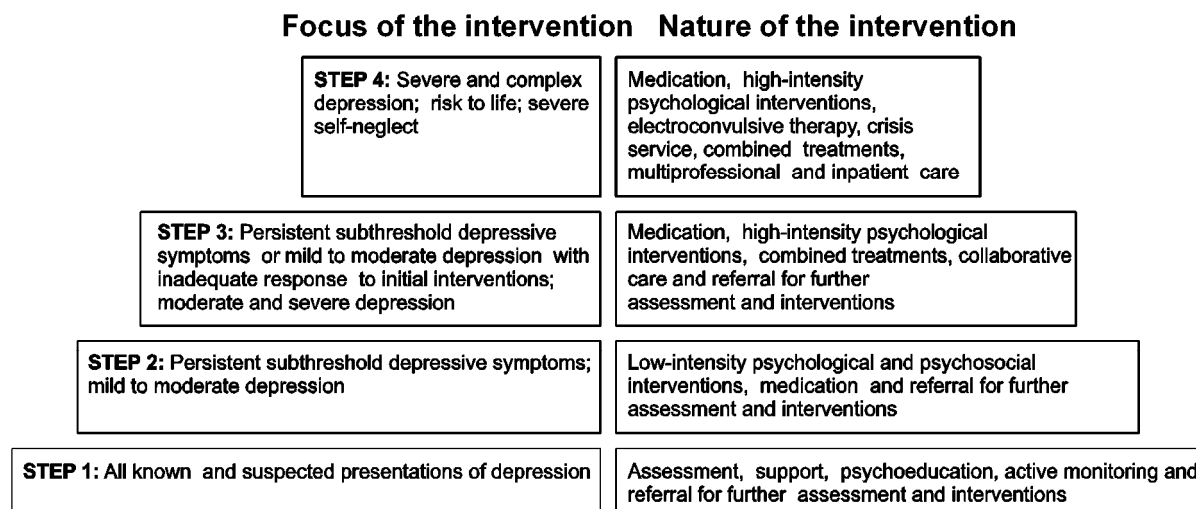 Focus of the intervention Nature of the intervention
STEP 4: Severe and complex
depression; risk to life; severe
self-neglect
Medication, high-intensity
psychological interventions,
electroconvulsive therapy, crisis
service, combined treatments,
multiprofessional and inpatient care
STEP 3: Persistent subthreshold depressive
symptoms or mild to moderate depression with
inadequate response to initial interventions;
moderate and severe depression
Medication, high-intensity psychological
interventions, combined treatments, collaborative
care and referral for further
assessment and interventions
STEP 2: Persistent subthreshold depressive symptoms;
mild to moderate depression
Low-intensity psychological and psychosocial
interventions, medication and referral for further
assessment and interventions
STEP 1: All known and suspected presentations of depression
Assessment, support, psychoeducation, active monitoring and
referral for further assessment and interventions